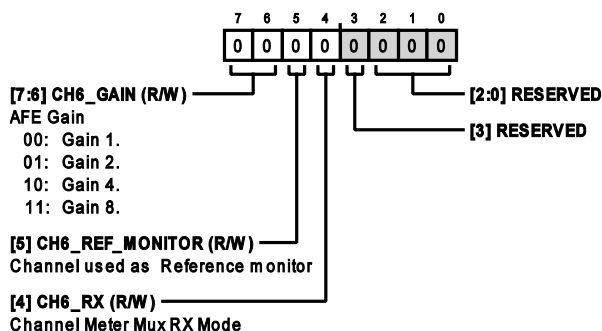 7 6 5 4 3 2 1 0
0 0 0 0 0 0 0 0
[7:6] CH6_GAIN (R/W)
AFE Gain
00: Gain 1.
01: Gain 2.
10: Gain 4.
11: Gain 8.
[5] CH6_REF_MONITOR (R/W)
Channel used as Reference monitor
[4] CH6_RX (R/W)
Channel Meter Mux RX Mode
[2:0] RESERVED
[3] RESERVED